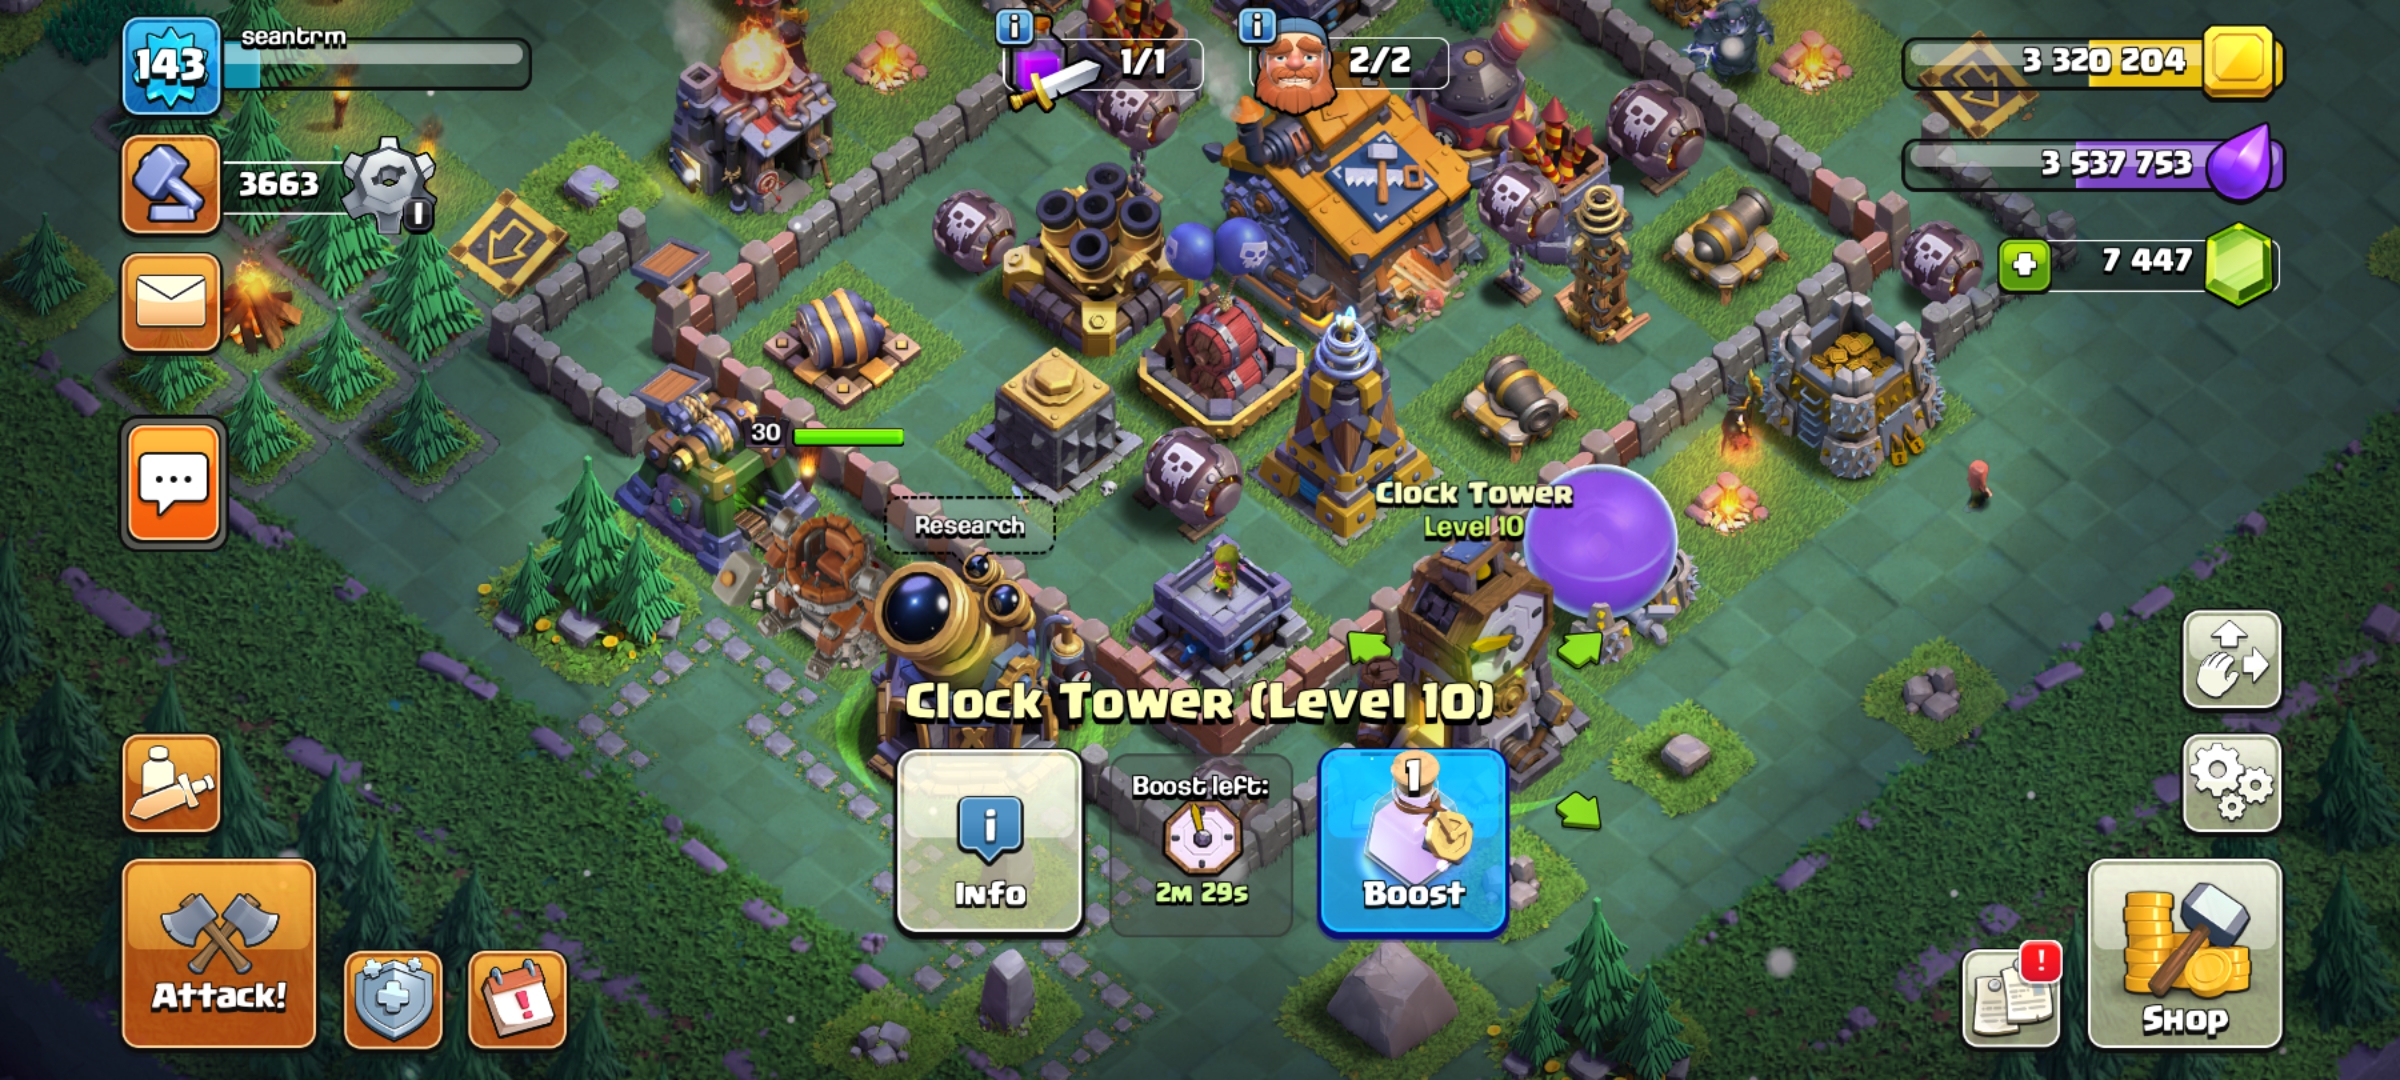 143
seantrm
1/1
2/2
3 320 204
3663
I
3 537 753
7 447
30
Research
Clock Tower
Level 10
Clock Tower (Level 10)
Info
Boost left:
2M 29s
1
Boost
Attack!
!
!
Shop